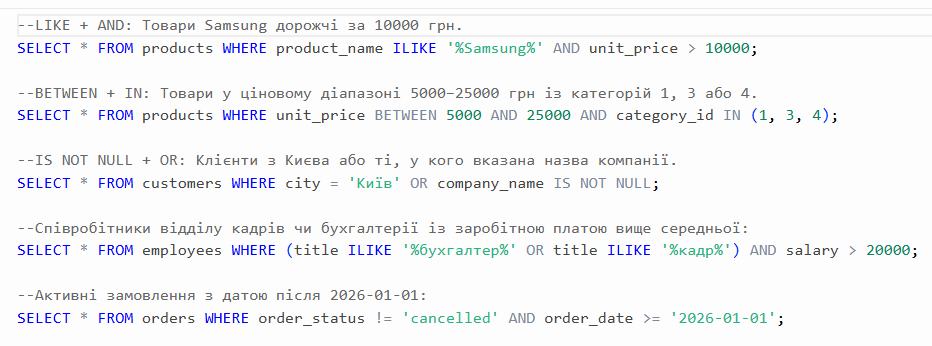 --LIKE + AND: Товари Samsung дорожчі за 10000 грн.
SELECT * FROM products WHERE product_name ILIKE '%Samsung%' AND unit_price > 10000;
--BETWEEN + IN: Товари у ціновому діапазоні 5000–25000 грн із категорій 1, 3 або 4.
SELECT * FROM products WHERE unit_price BETWEEN 5000 AND 25000 AND category_id IN (1, 3, 4);
--IS NOT NULL + OR: Клієнти з Києва або ті, у кого вказана назва компанії.
SELECT * FROM customers WHERE city = 'Київ' OR company_name IS NOT NULL;
--Співробітники відділу кадрів чи бухгалтерії із заробітною платою вище середньої:
SELECT * FROM employees WHERE (title ILIKE '%бухгалтер%' OR title ILIKE '%кадр%') AND salary > 20000;
--Активні замовлення з датою після 2026-01-01:
SELECT * FROM orders WHERE order_status != 'cancelled' AND order_date >= '2026-01-01';